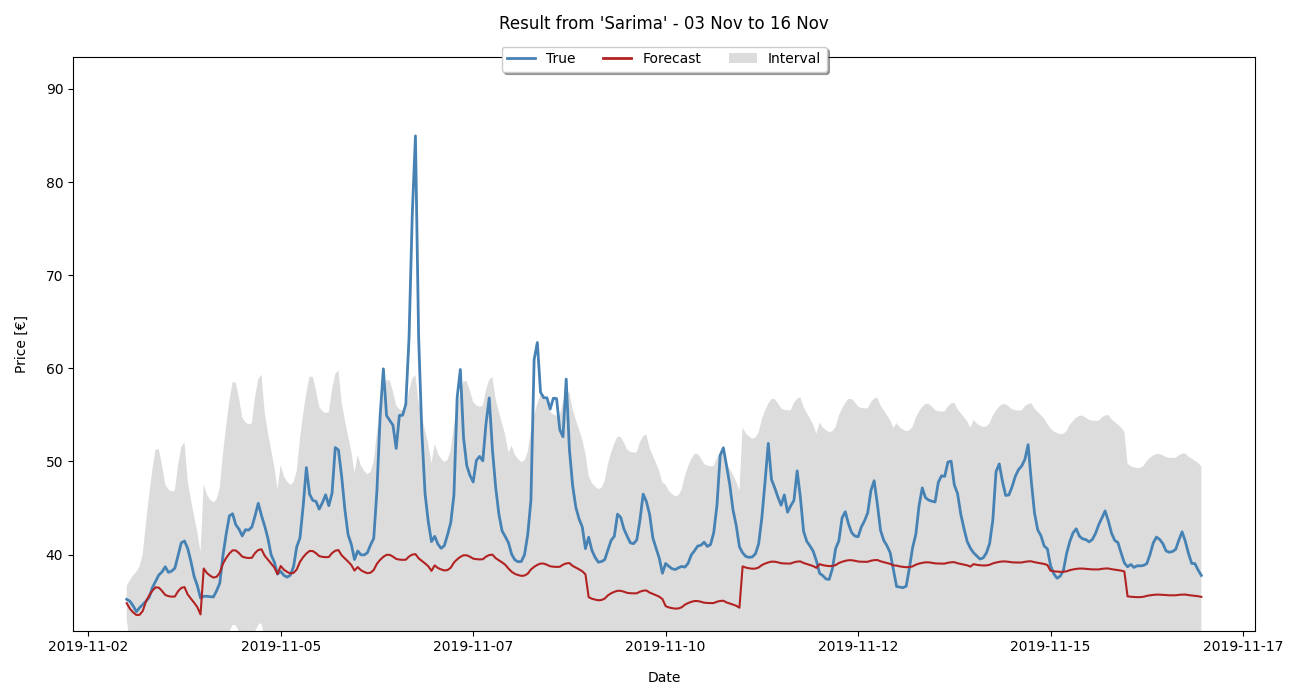 Result from 'Sarima' - 03 Nov to 16 Nov
True Forecast Interval
Price [€]
90
80
70
60
50
40
2019-11-02 2019-11-05 2019-11-07 2019-11-10 2019-11-12 2019-11-15 2019-11-17
Date